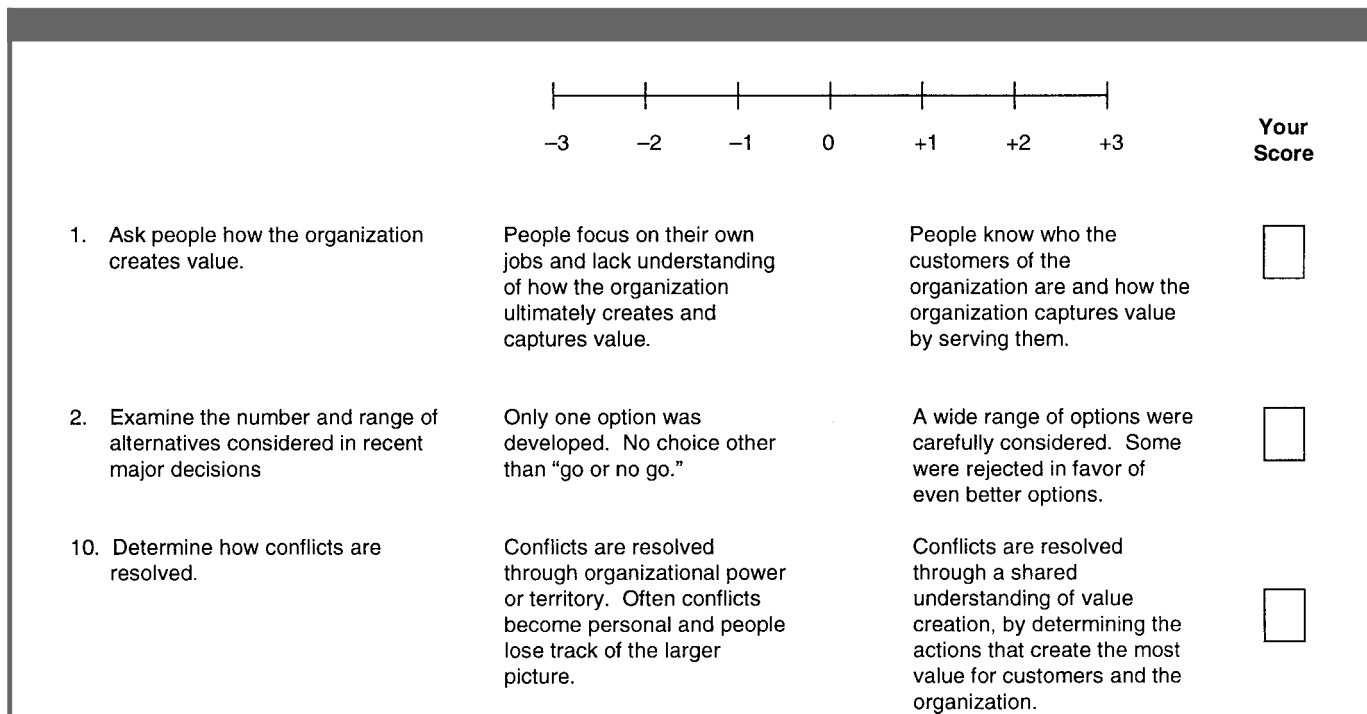 -3 -2 -1 0 +1 +2 +3
Your
Score
1. Ask people how the organization
creates value.
People focus on their own
jobs and lack understanding
of how the organization
ultimately creates and
captures value.
People know who the
customers of the
organization are and how the
organization captures value
by serving them.
2. Examine the number and range of
alternatives considered in recent
major decisions
Only one option was
developed. No choice other
than “go or no go.”
A wide range of options were
carefully considered. Some
were rejected in favor of
even better options.
10. Determine how conflicts are
resolved.
Conflicts are resolved
through organizational power
or territory. Often conflicts
become personal and people
lose track of the larger
picture.
Conflicts are resolved
through a shared
understanding of value
creation, by determining the
actions that create the most
value for customers and the
organization.